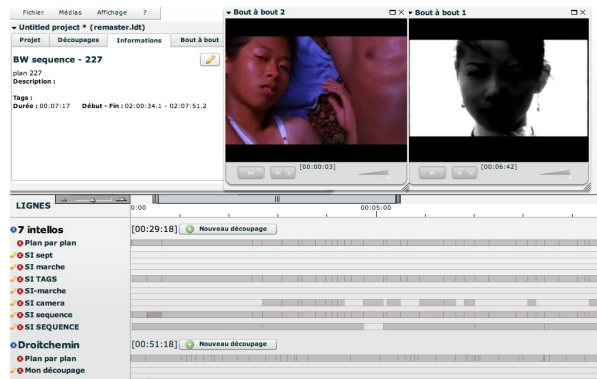 Fichier Médias Affichage ?
Untitled project * (remaster.ldt)
Projet Découpages Informations Bout à bout
BW sequence - 227
plan 227
Description :
Tags :
Durée : 00:07:17 Début - Fin : 02:00:34.1 - 02:07:51.2
Bout à bout 2
[00:00:03]
Bout à bout 1
[00:06:42]
LIGNES
0:00 00:05:00
7 intellos [00:29:18] Nouveau découpage
Plan par plan
SI sept
SI marche
SI TAGS
SI-marche
SI camera
SI sequence
SI SEQUENCE
Droitchemin [00:51:18] Nouveau découpage
Plan par plan
Mon découpage